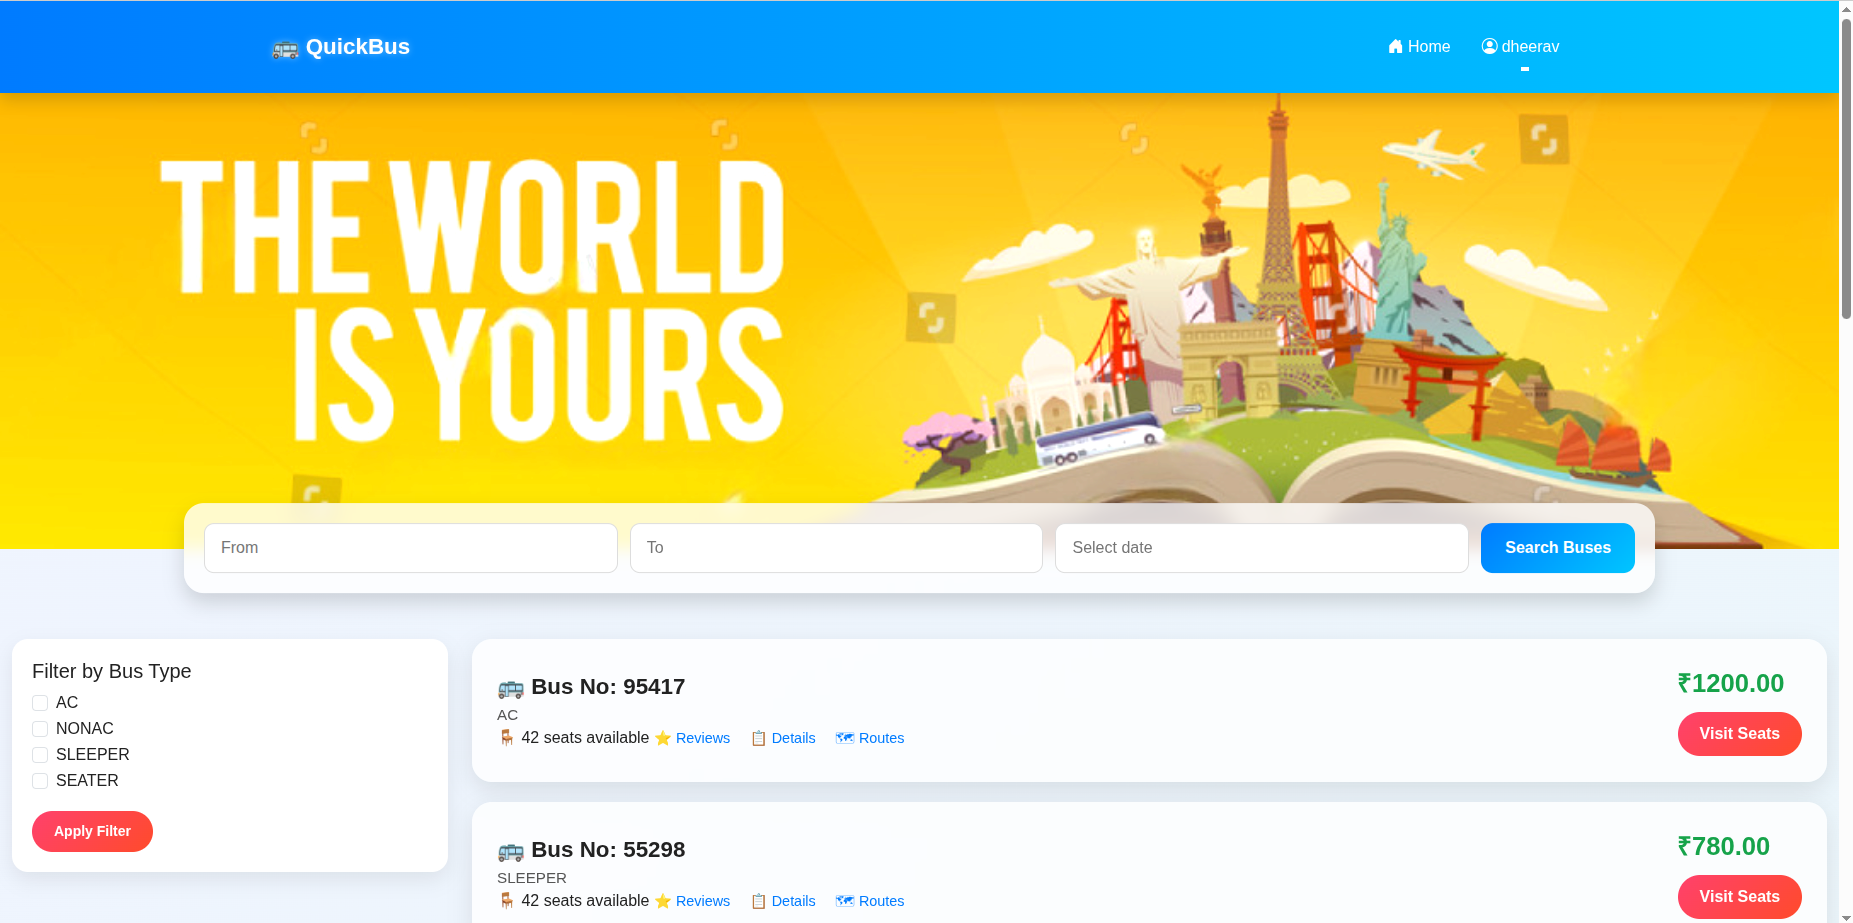 QuickBus
Home
dheerav
THE WORLD
IS YOURS
From
To
Select date
Search Buses
Filter by Bus Type
AC
NONAC
SLEEPER
SEATER
Apply Filter
Bus No: 95417
AC
42 seats available Reviews Details Routes
₹1200.00
Visit Seats
Bus No: 55298
SLEEPER
42 seats available Reviews Details Routes
₹780.00
Visit Seats